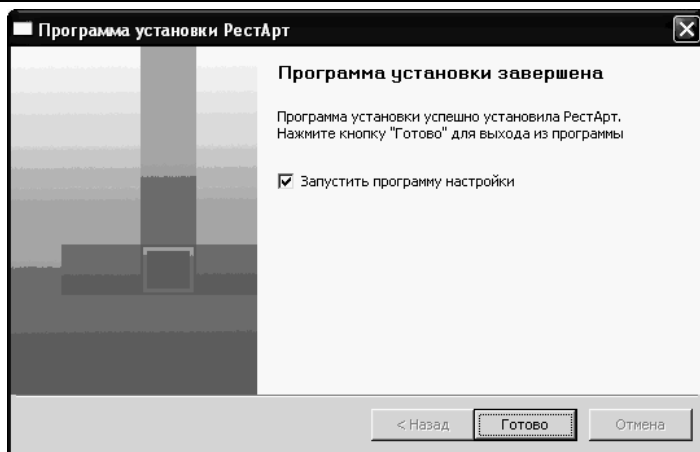 Программа установки РестАрт
Программа установки завершена
Программа установки успешно установила РестАрт.
Нажмите кнопку "Готово" для выхода из программы
Запустить программу настройки
< Назад
Готово
Отмена